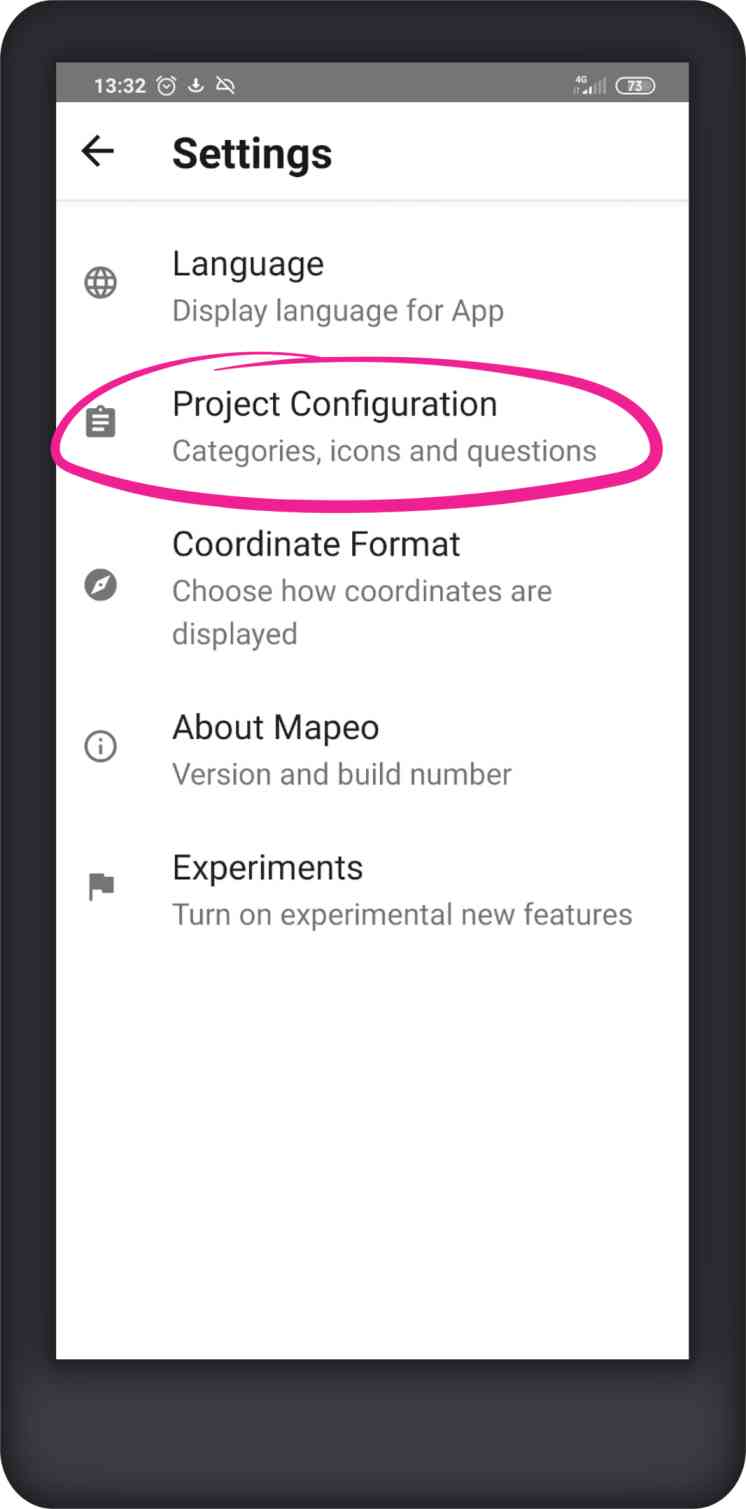 13:32 4G 73
Settings
Language
Display language for App
Project Configuration
Categories, icons and questions
Coordinate Format
Choose how coordinates are
displayed
About Mapeo
Version and build number
Experiments
Turn on experimental new features